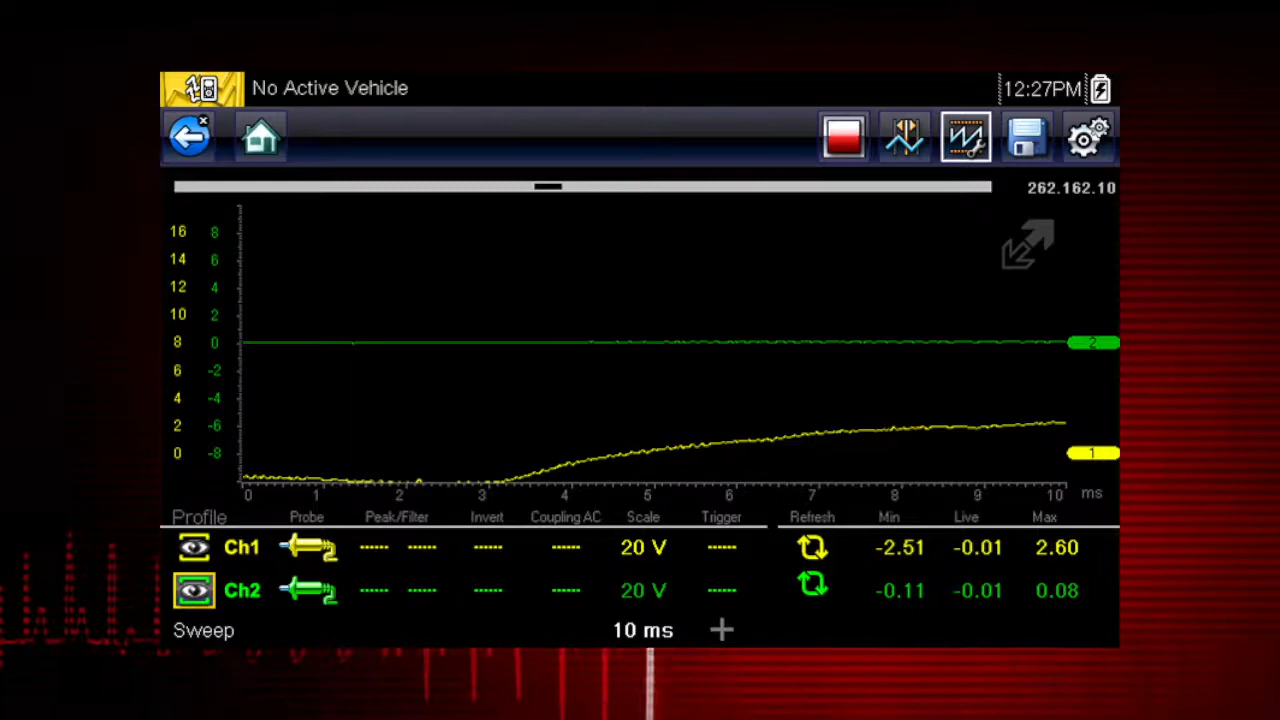 No Active Vehicle 12:27PM
262.162.10
16 8
14 6
12 4
10 2
8 0 2
6 -2
4 -4
2 -6
0 -8 1
0 1 2 3 4 5 6 7 8 9 10 ms
Profile Probe Peak/Filter Invert Coupling AC Scale Trigger Refresh Min Live Max
Ch1 ----- ----- ----- ----- 20 V ----- -2.51 -0.01 2.60
Ch2 ----- ----- ----- ----- 20 V ----- -0.11 -0.01 0.08
Sweep 10 ms +